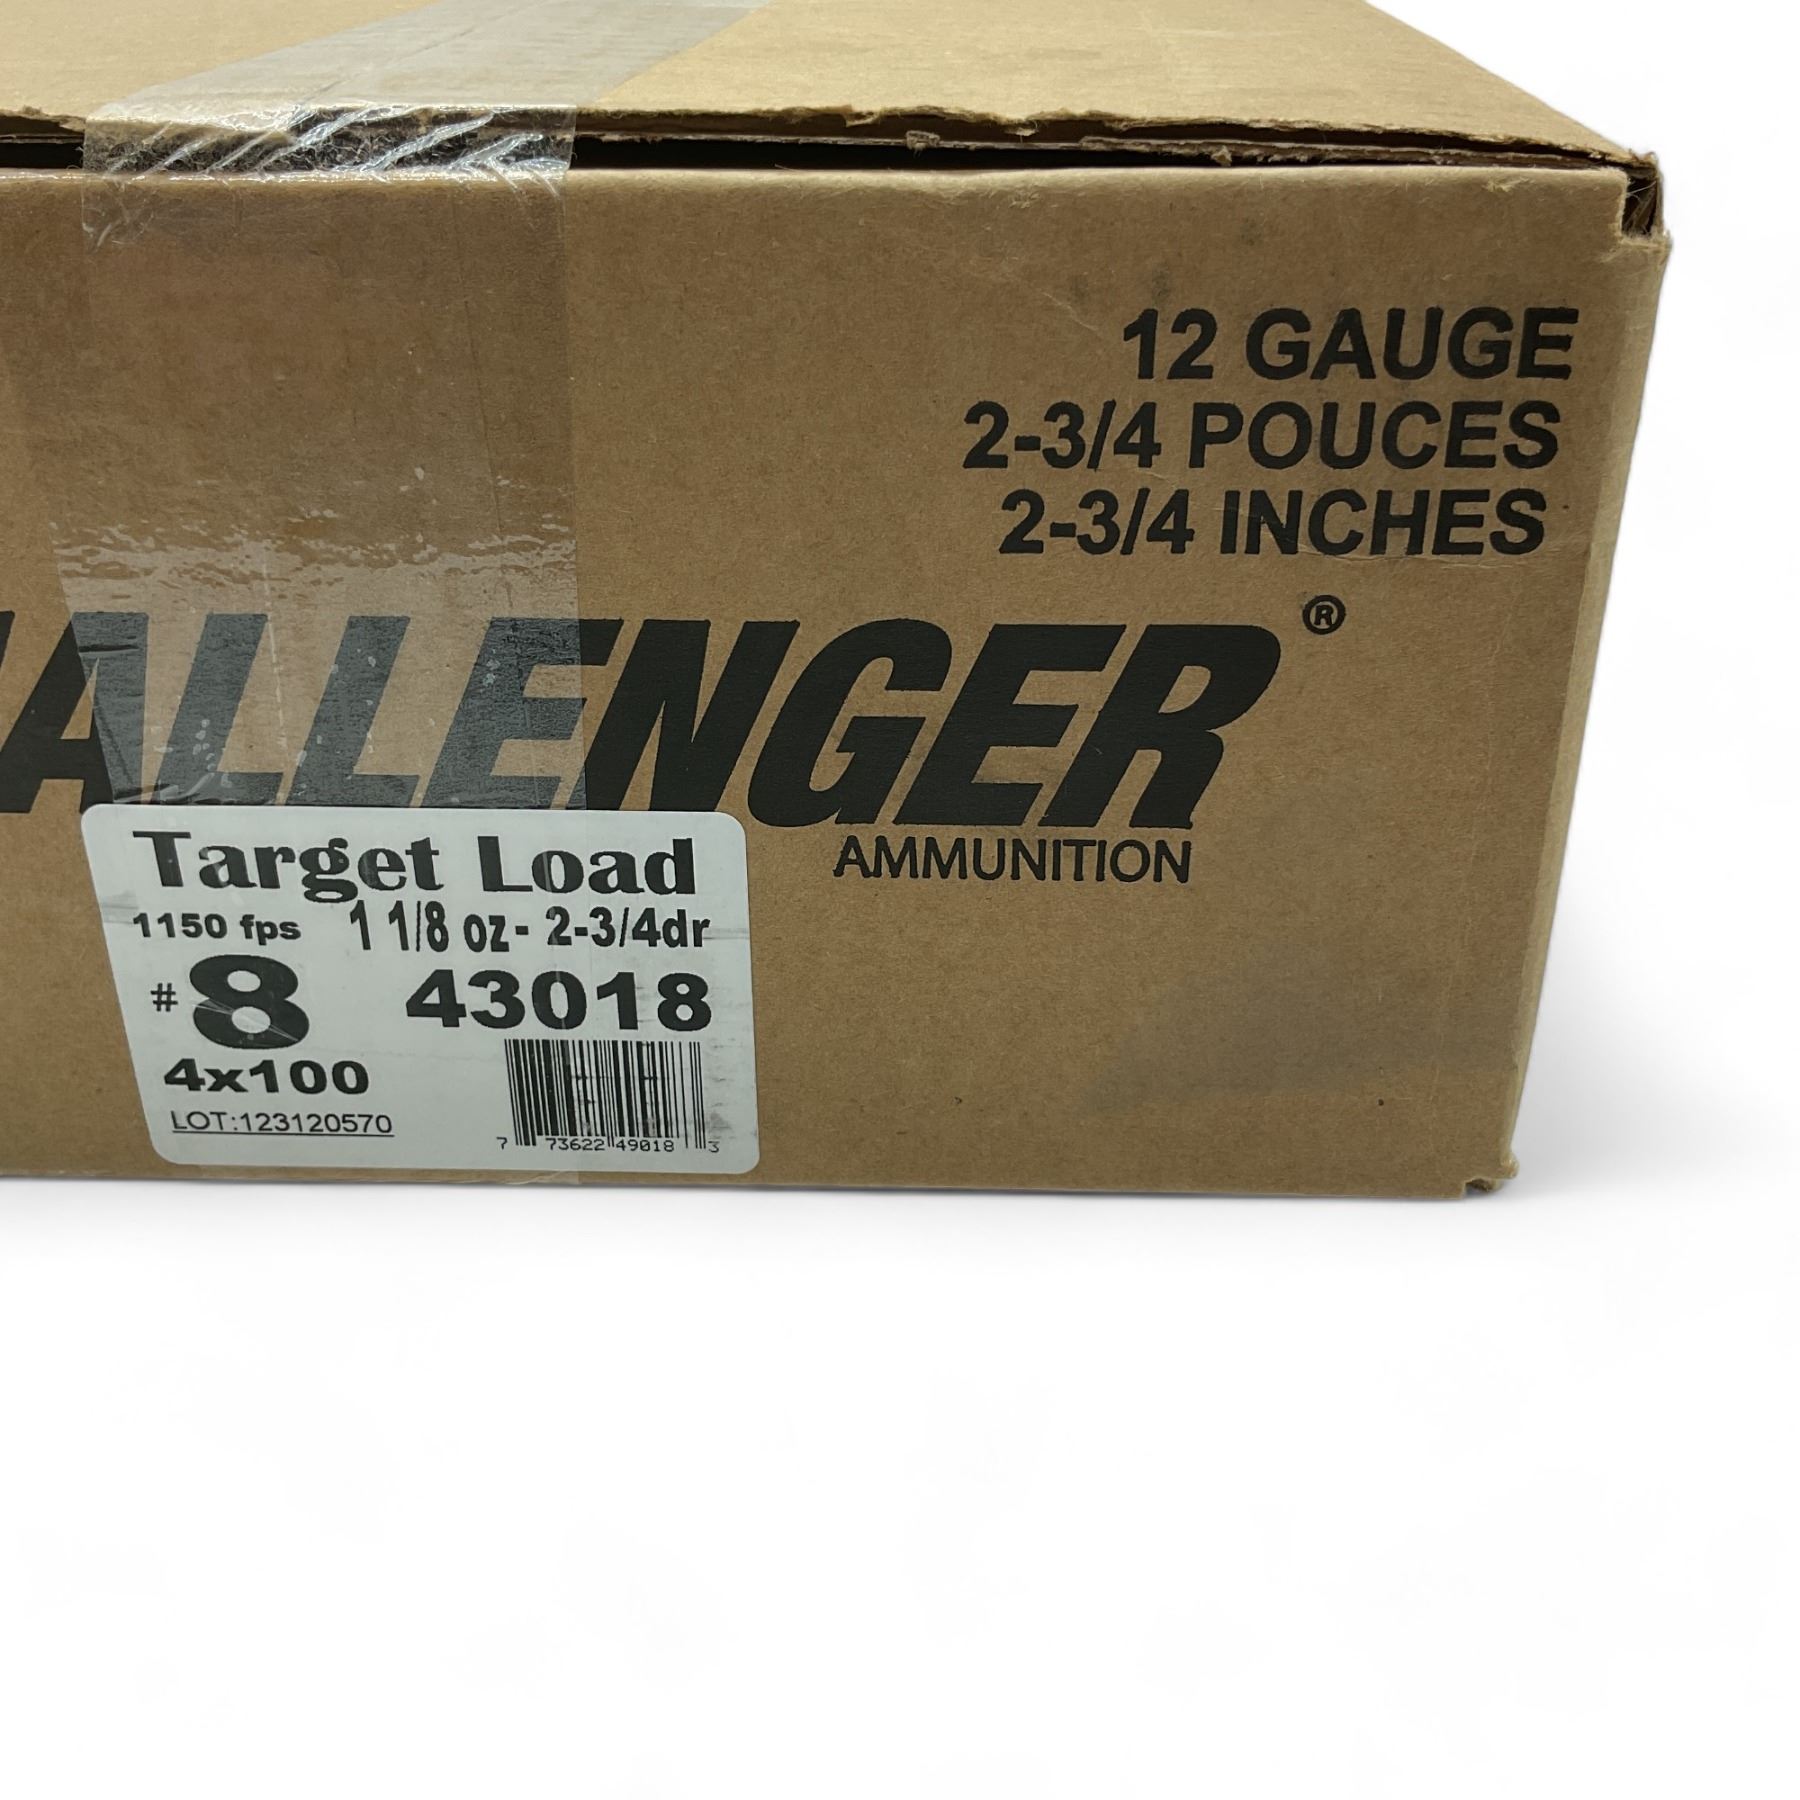 12 GAUGE
2-3/4 POUCES
2-3/4 INCHES
HALLENGER®
AMMUNITION
Target Load
1150 fps 1 1/8 oz- 2-3/4dr
#8 43018
4x100
LOT:123120570
7 73622 49018 3